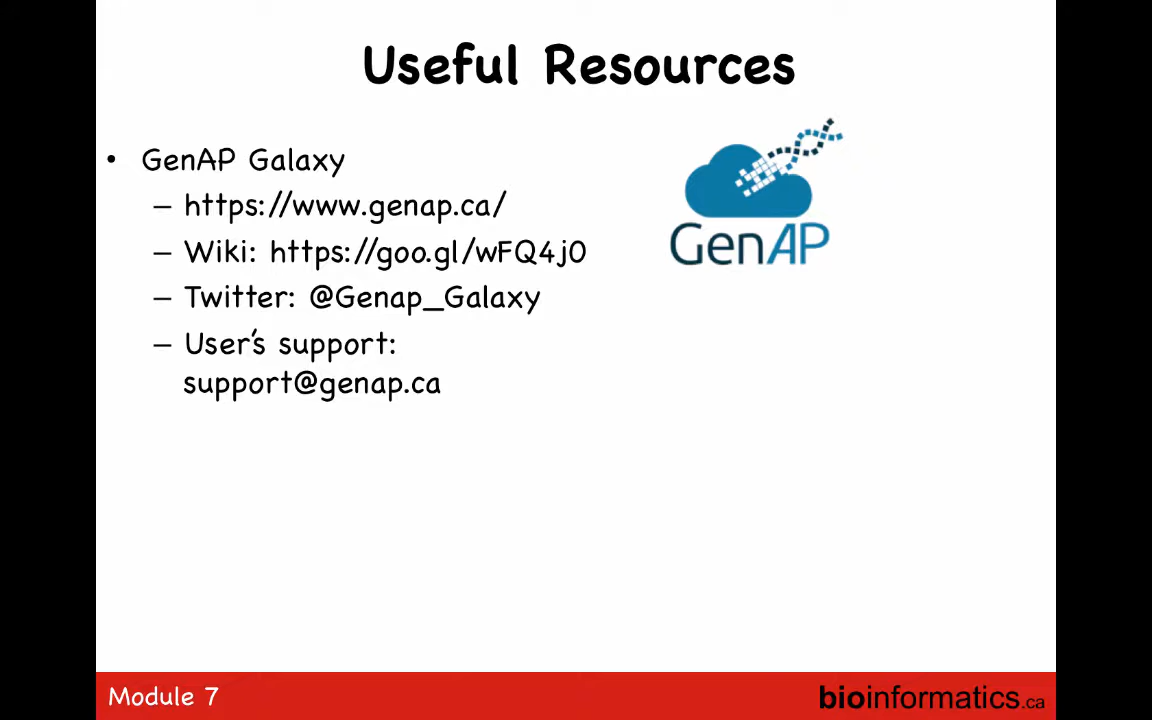 Useful Resources
• GenAP Galaxy
– https://www.genap.ca/
– Wiki: https://goo.gl/wFQ4j0
– Twitter: @Genap_Galaxy
– User's support:
support@genap.ca
GenAP
Module 7
bioinformatics.ca